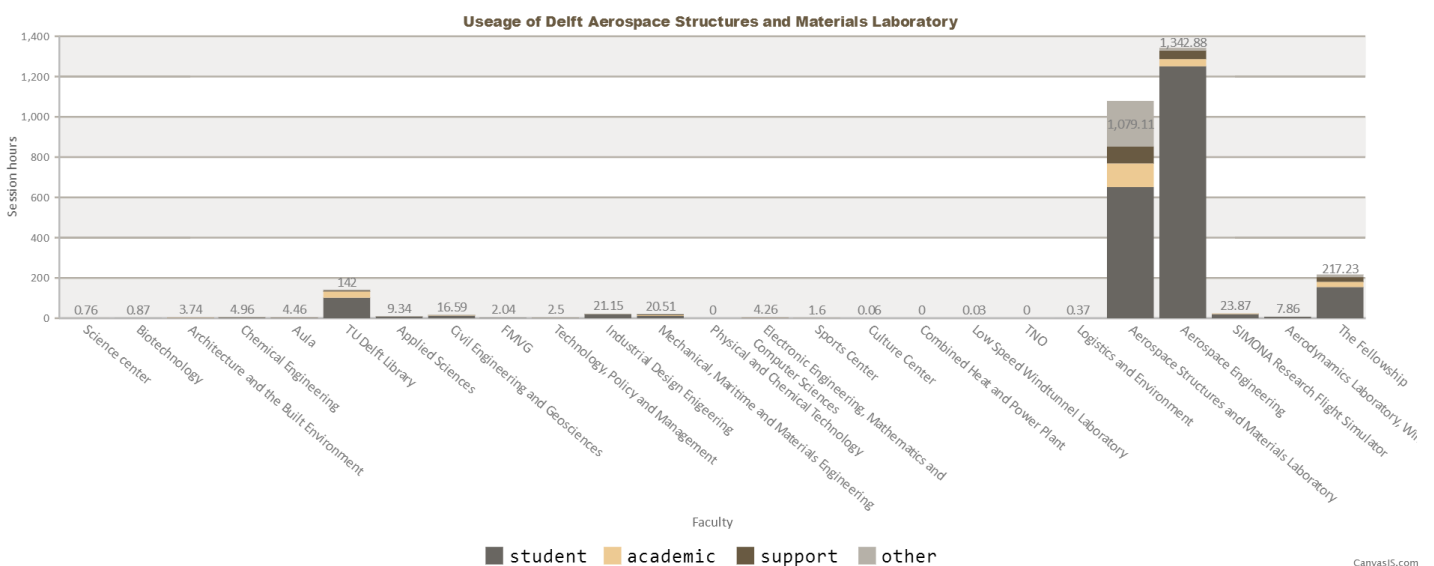 Useage of Delft Aerospace Structures and Materials Laboratory
Session hours
1,400
1,200
1,000
800
600
400
200
0
0.76
0.87
3.74
4.96
4.46
142
9.34
16.59
2.04
2.5
21.15
20.51
0
4.26
1.6
0.06
0
0.03
0
0.37
1,079.11
1,342.88
23.87
7.86
217.23
Science center
Biotechnology
Architecture and the Built Environment
Chemical Engineering
Aula
TU Delft Library
Applied Sciences
Civil Engineering and Geosciences
FMVG
Technology, Policy and Management
Industrial Design Enigeering
Mechanical, Maritime and Materials Engineering
Physical and Chemical Technology
Electronic Engineering, Mathematics and
Computer Sciences
Sports Center
Culture Center
Combined Heat and Power Plant
Low Speed Windtunnel Laboratory
TNO
Logistics and Environment
Aerospace Structures and Materials Laboratory
Aerospace Engineering
SIMONA Research Flight Simulator
Aerodynamics Laboratory,
The Fellowship
Faculty
student academic support other
CanvasJS.com